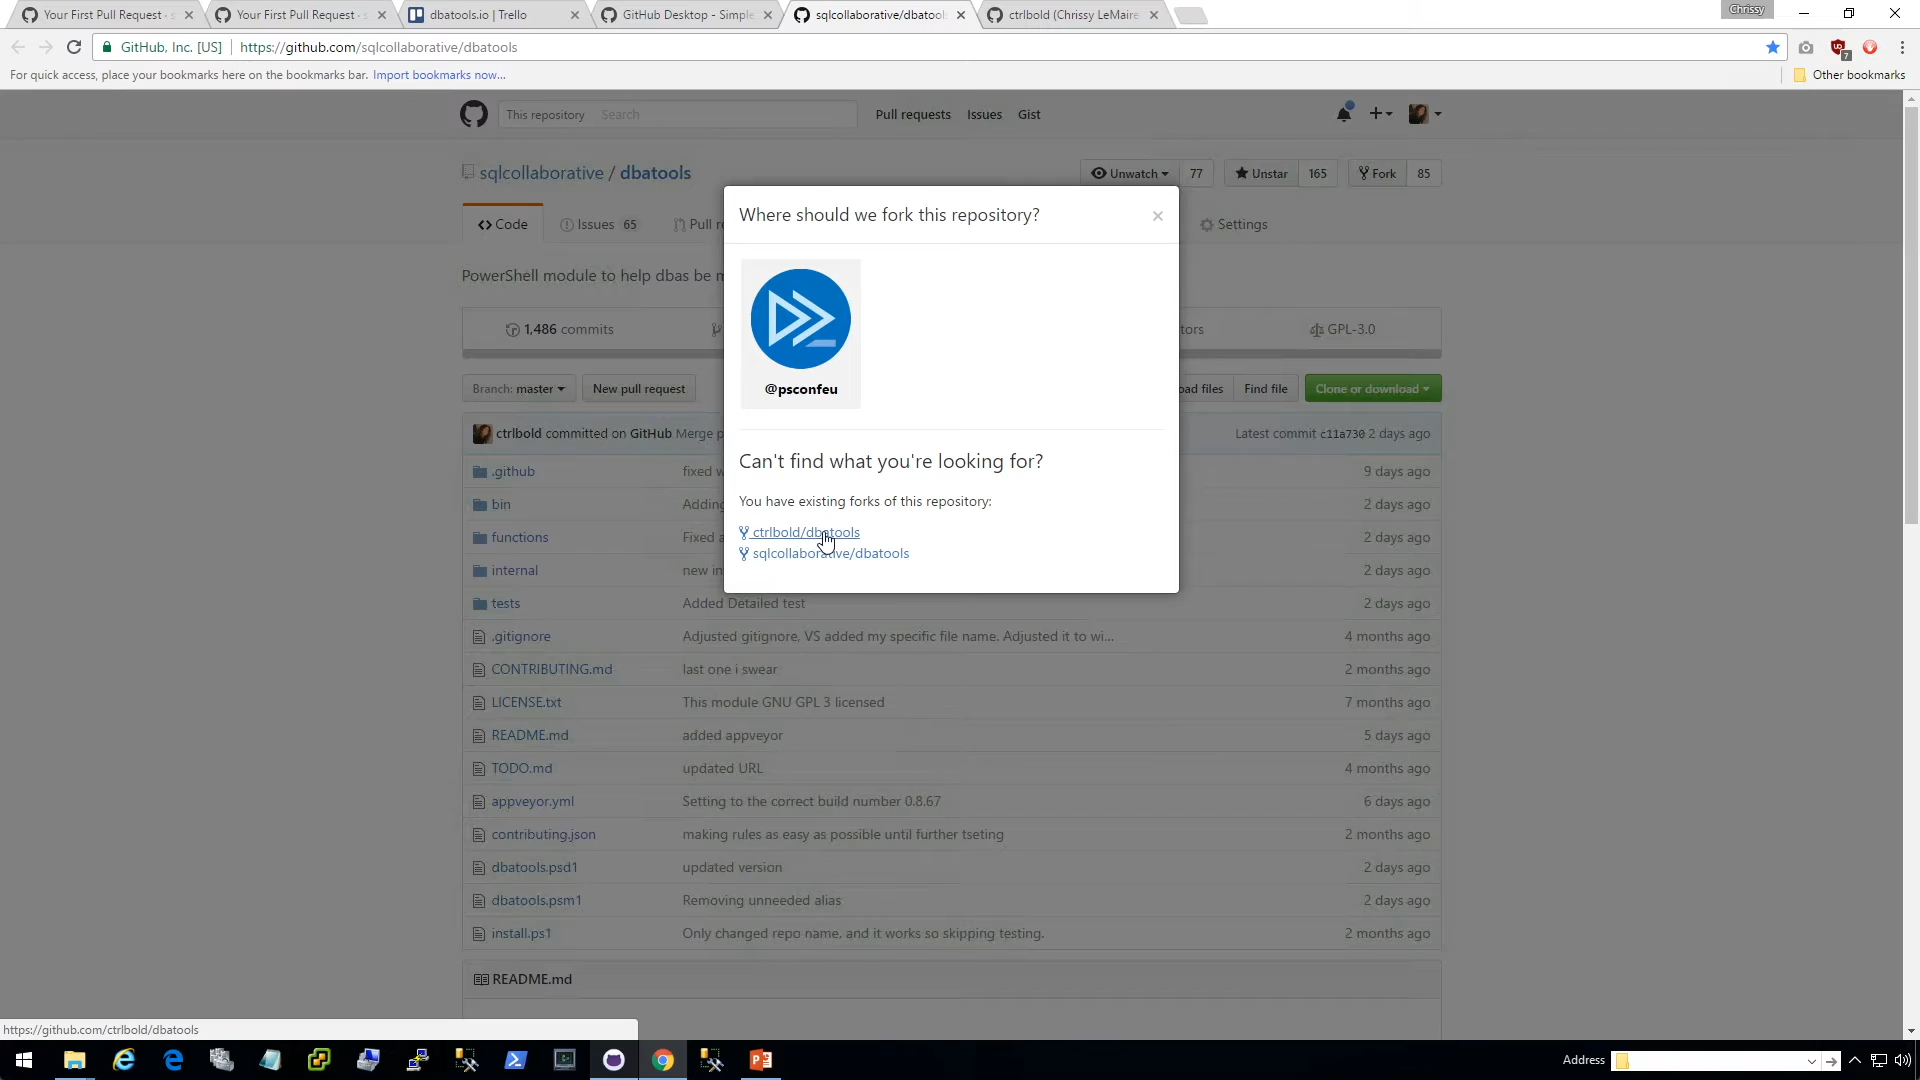 Your First Pull Request · s
Your First Pull Request · s
dbatools.io | Trello
GitHub Desktop - Simple
sqlcollaborative/dbatools
ctrlbold (Chrissy LeMaire
Chrissy
GitHub, Inc. [US] https://github.com/sqlcollaborative/dbatools
7
For quick access, place your bookmarks here on the bookmarks bar. Import bookmarks now...
Other bookmarks
This repository Search Pull requests Issues Gist
sqlcollaborative / dbatools
Unwatch 77 Unstar 165 Fork 85
Code Issues 65 Pull re Settings
PowerShell module to help dbas be m
1,486 commits tors GPL-3.0
Branch: master New pull request oad files Find file Clone or download
ctrlbold committed on GitHub Merge p Latest commit c11a730 2 days ago
.github fixed w 9 days ago
bin Adding 2 days ago
functions Fixed a 2 days ago
internal new in 2 days ago
tests Added Detailed test 2 days ago
.gitignore Adjusted gitignore, VS added my specific file name. Adjusted it to wi... 4 months ago
CONTRIBUTING.md last one i swear 2 months ago
LICENSE.txt This module GNU GPL 3 licensed 7 months ago
README.md added appveyor 5 days ago
TODO.md updated URL 4 months ago
appveyor.yml Setting to the correct build number 0.8.67 6 days ago
contributing.json making rules as easy as possible until further tseting 2 months ago
dbatools.psd1 updated version 2 days ago
dbatools.psm1 Removing unneeded alias 2 days ago
install.ps1 Only changed repo name, and it works so skipping testing. 2 months ago
README.md
Where should we fork this repository?
@psconfeu
Can't find what you're looking for?
You have existing forks of this repository:
ctrlbold/dbatools
sqlcollaborative/dbatools
https://github.com/ctrlbold/dbatools
Address